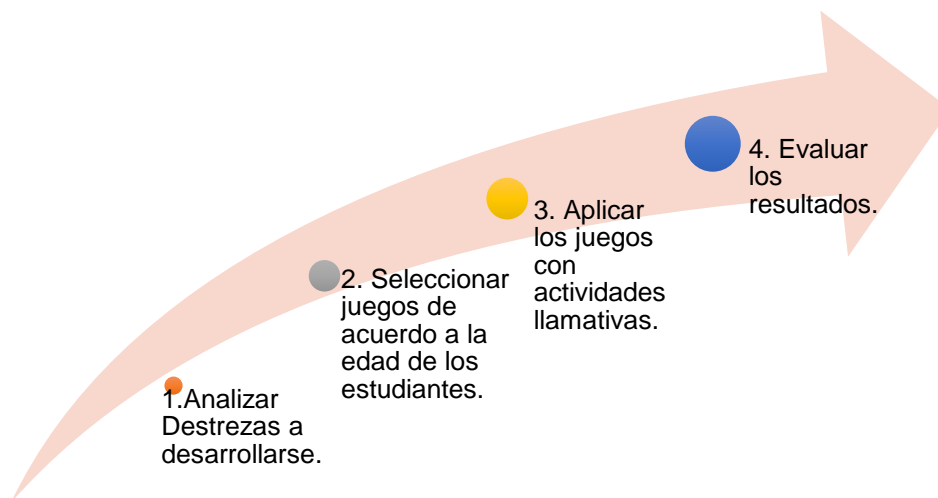 1.Analizar
Destrezas a
desarrollarse.
2. Seleccionar
juegos de
acuerdo a la
edad de los
estudiantes.
3. Aplicar
los juegos
con
actividades
llamativas.
4. Evaluar
los
resultados.